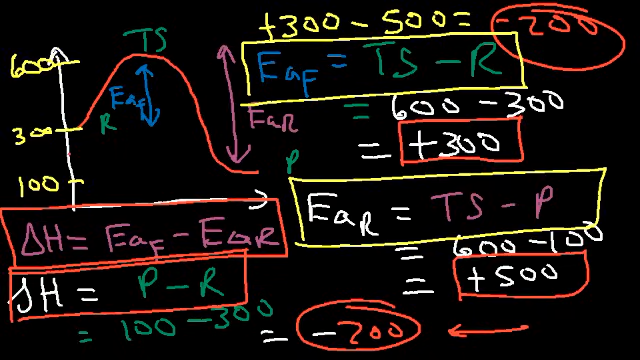 +300 - 500 = -200
TS
600
EaF
R
300
EaR
P
100
EaF = TS - R
= 600 - 300
= +300
EaR = TS - P
= 600 - 100
= +500
ΔH = EaF - EaR
ΔH = P - R
= 100 - 300 = -200